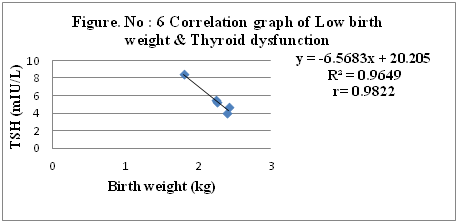 Figure. No : 6 Correlation graph of Low birth
weight & Thyroid dysfunction
y = -6.5683x + 20.205
R² = 0.9649
r= 0.9822
TSH (mIU/L)
10
8
6
4
2
0
0 1 2 3
Birth weight (kg)